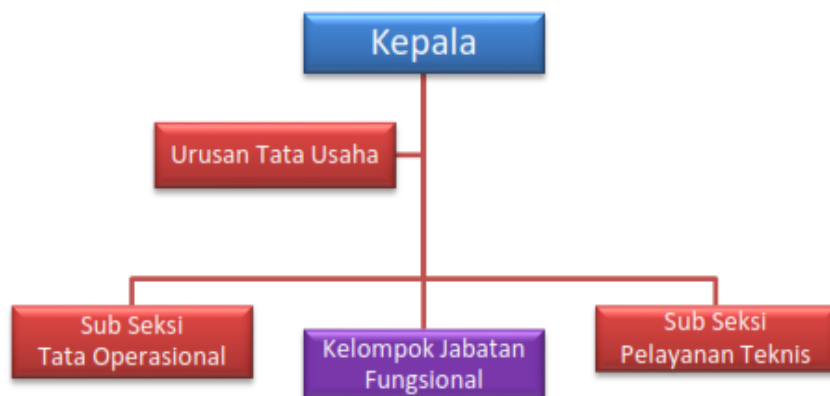 Kepala
Urusan Tata Usaha
Sub Seksi
Tata Operasional
Kelompok Jabatan
Fungsional
Sub Seksi
Pelayanan Teknis